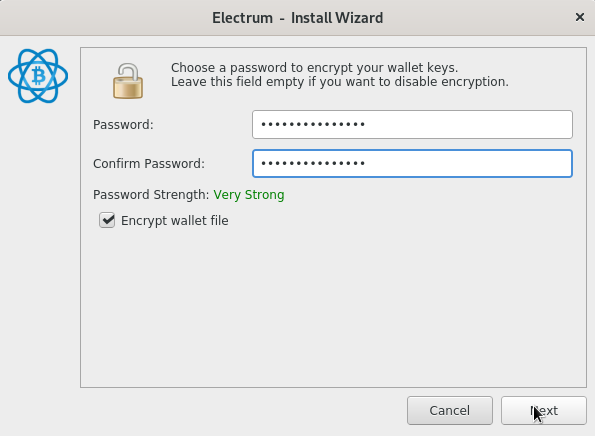 Electrum - Install Wizard
Choose a password to encrypt your wallet keys.
Leave this field empty if you want to disable encryption.
Password: •••••••••••••••
Confirm Password: •••••••••••••••
Password Strength: Very Strong
Encrypt wallet file
Cancel Next